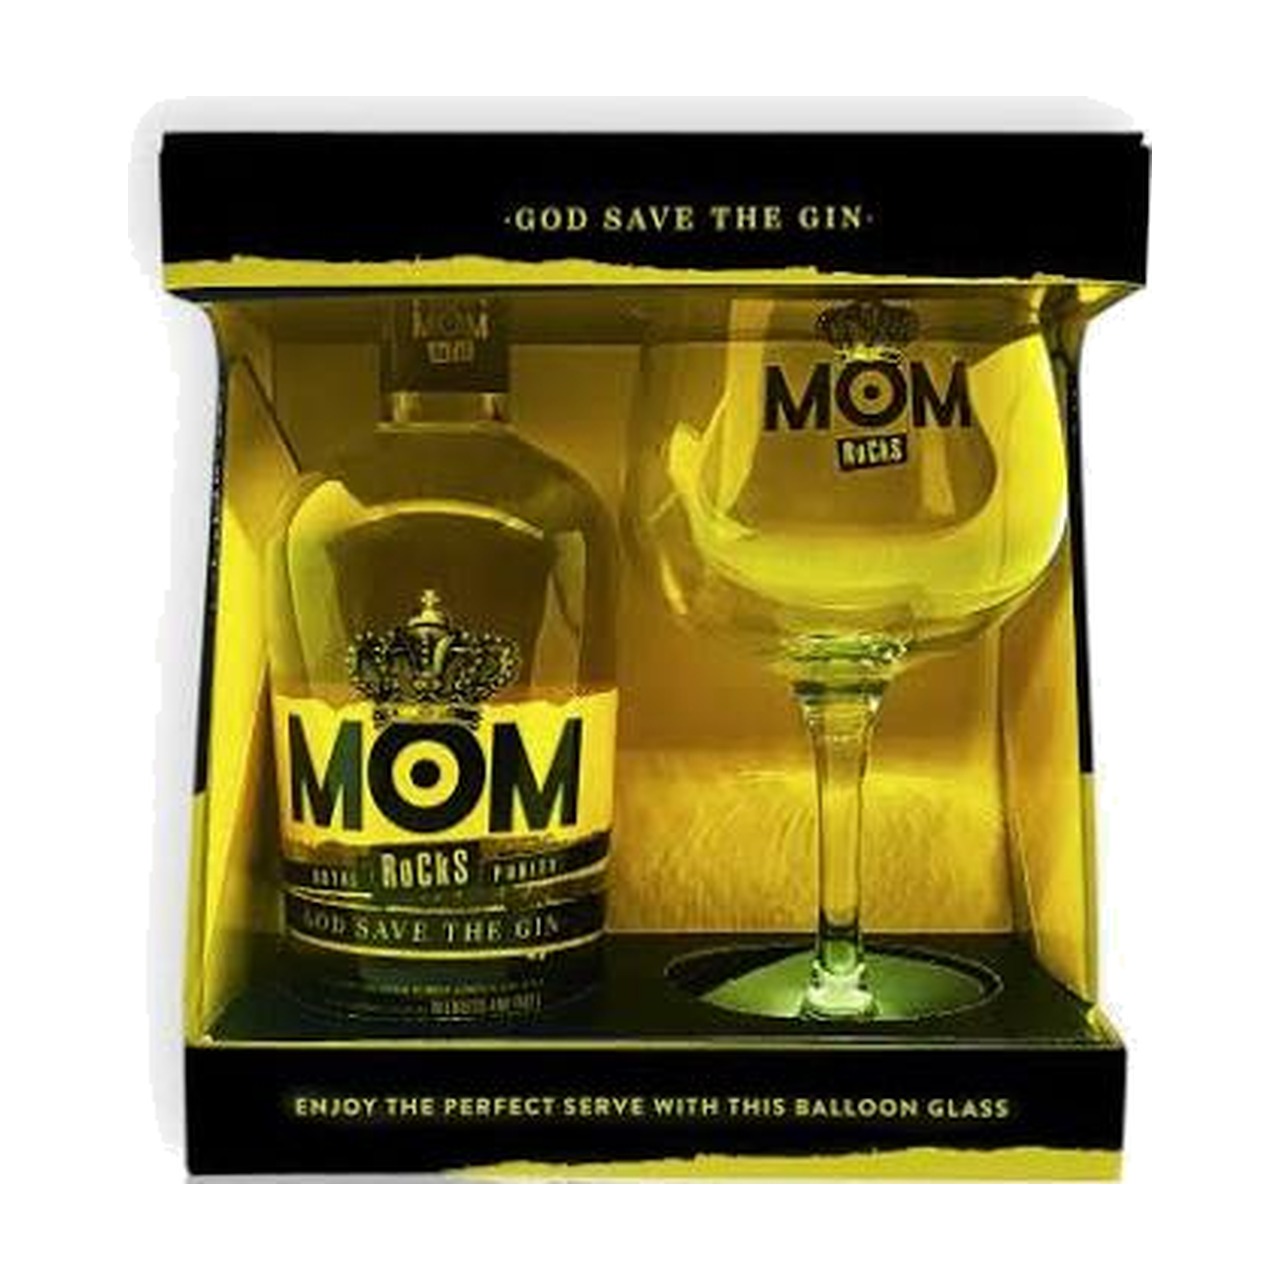 ·GOD SAVE THE GIN·
MOM
MOM
ROCKS
MOM
ROYAL ROCKS PURITY
GOD SAVE THE GIN
ENJOY THE PERFECT SERVE WITH THIS BALLOON GLASS